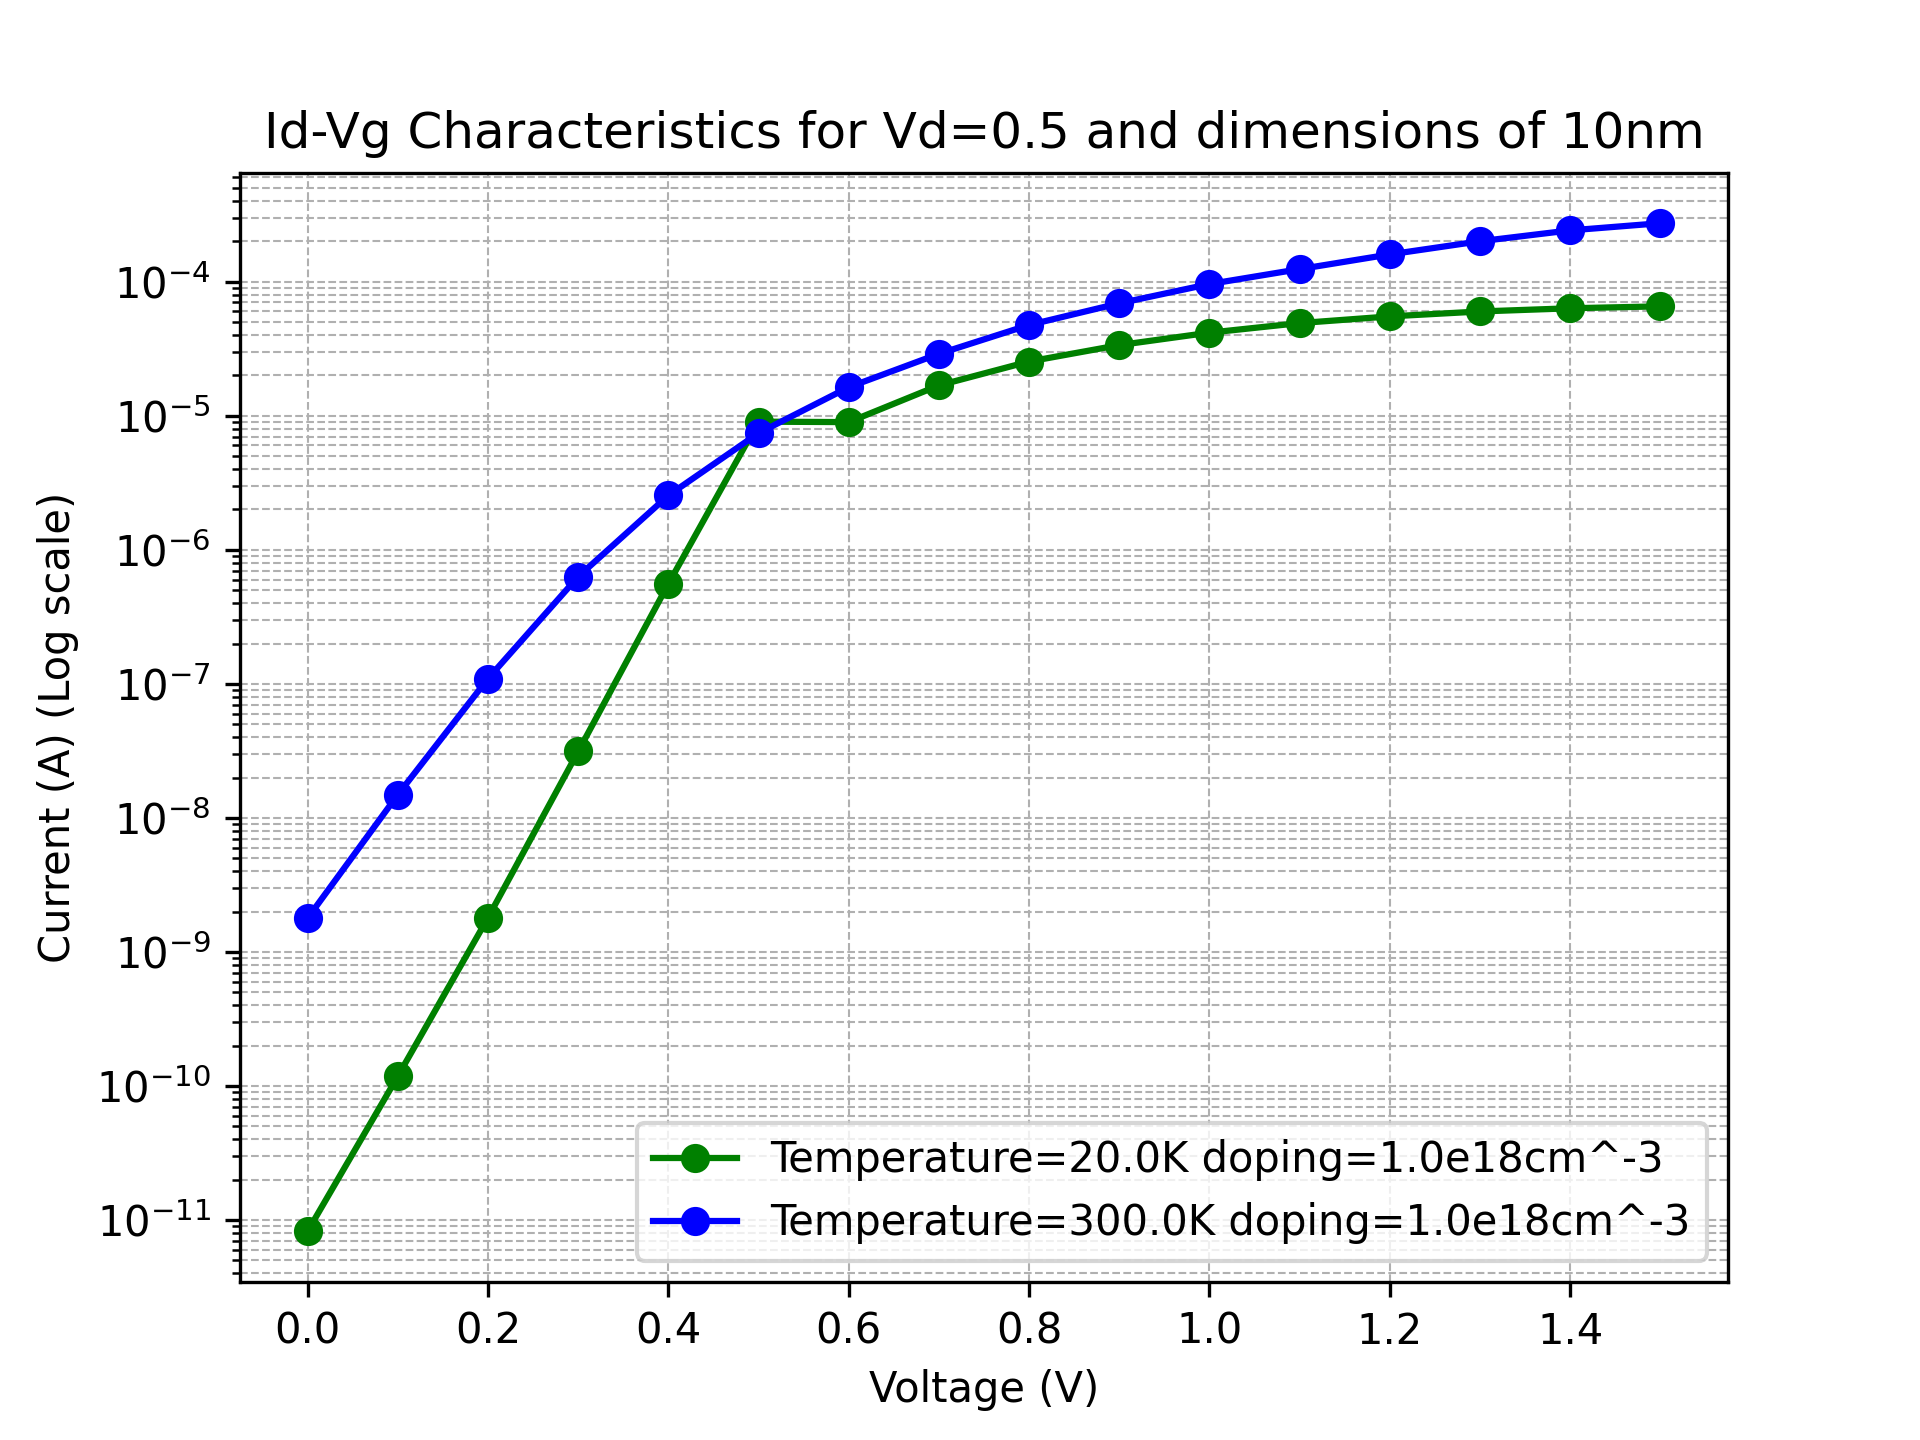 Id-Vg Characteristics for Vd=0.5 and dimensions of 10nm
Current (A) (Log scale)
10⁻⁴
10⁻⁵
10⁻⁶
10⁻⁷
10⁻⁸
10⁻⁹
10⁻¹⁰
10⁻¹¹
Temperature=20.0K doping=1.0e18cm^-3
Temperature=300.0K doping=1.0e18cm^-3
0.0 0.2 0.4 0.6 0.8 1.0 1.2 1.4
Voltage (V)